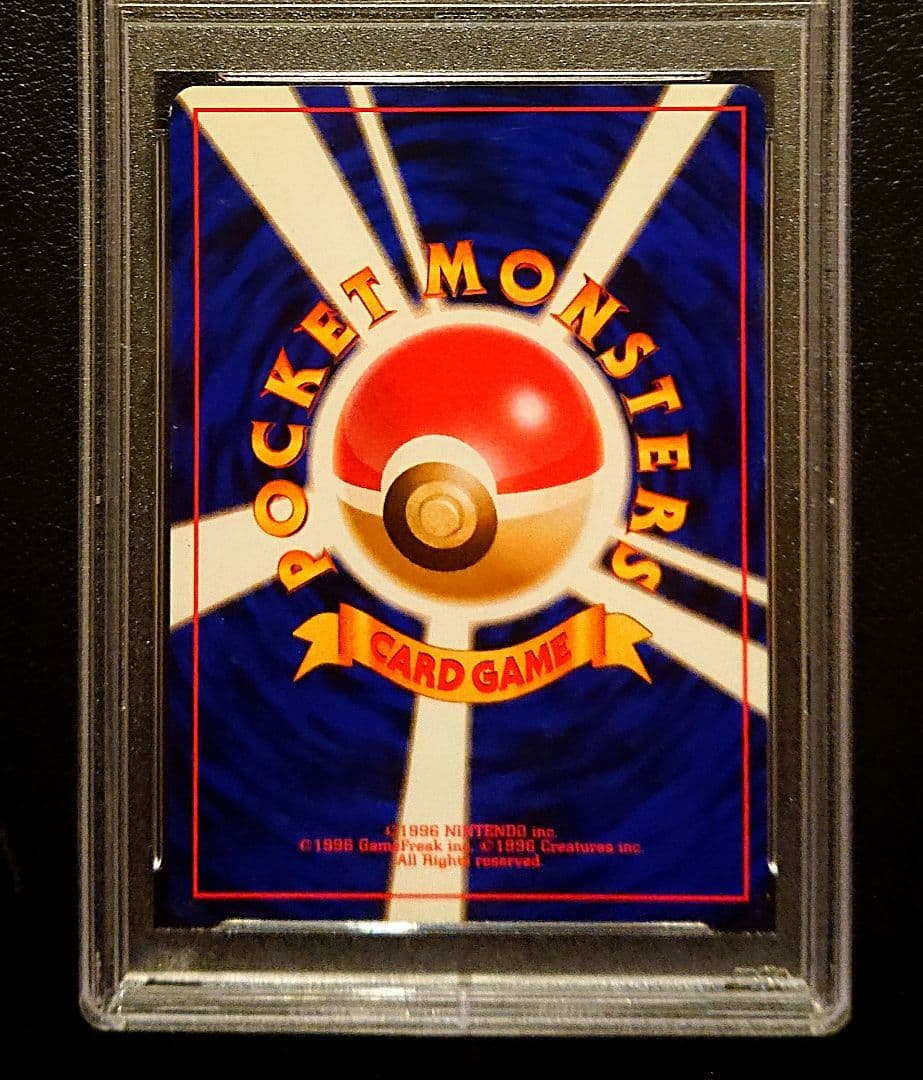 POCKET MONSTERS
CARD GAME
©1996 NINTENDO inc.
©1996 GameFreak inc. ©1996 Creatures inc.
All Rights reserved.